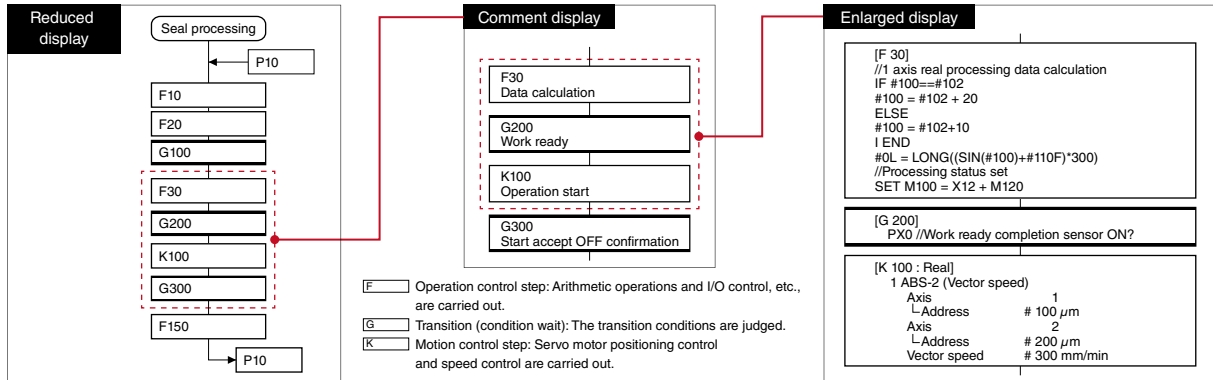 Reduced
display
Seal processing
P10
F10
F20
G100
F30
G200
K100
G300
F150
P10
Comment display
F30
Data calculation
G200
Work ready
K100
Operation start
G300
Start accept OFF confirmation
F Operation control step: Arithmetic operations and I/O control, etc.,
are carried out.
G Transition (condition wait): The transition conditions are judged.
K Motion control step: Servo motor positioning control
and speed control are carried out.
Enlarged display
[F 30]
//1 axis real processing data calculation
IF #100==#102
#100 = #102 + 20
ELSE
#100 = #102+10
I END
#0L = LONG((SIN(#100)+#110F)*300)
//Processing status set
SET M100 = X12 + M120
[G 200]
PX0 //Work ready completion sensor ON?
[K 100 : Real]
1 ABS-2 (Vector speed)
Axis 1
Address # 100 µm
Axis 2
Address # 200 µm
Vector speed # 300 mm/min